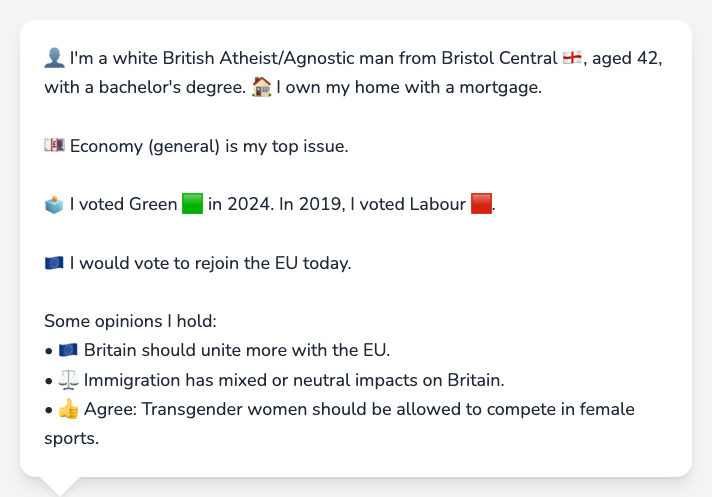 👤 I'm a white British Atheist/Agnostic man from Bristol Central 🏴󠁧󠁢󠁥󠁮󠁧󠁿, aged 42,
with a bachelor's degree. 🏠 I own my home with a mortgage.
💷 Economy (general) is my top issue.
🗳️ I voted Green 🟩 in 2024. In 2019, I voted Labour 🟥.
🇪🇺 I would vote to rejoin the EU today.
Some opinions I hold:
• 🇪🇺 Britain should unite more with the EU.
• ⚖️ Immigration has mixed or neutral impacts on Britain.
• 👍 Agree: Transgender women should be allowed to compete in female
sports.